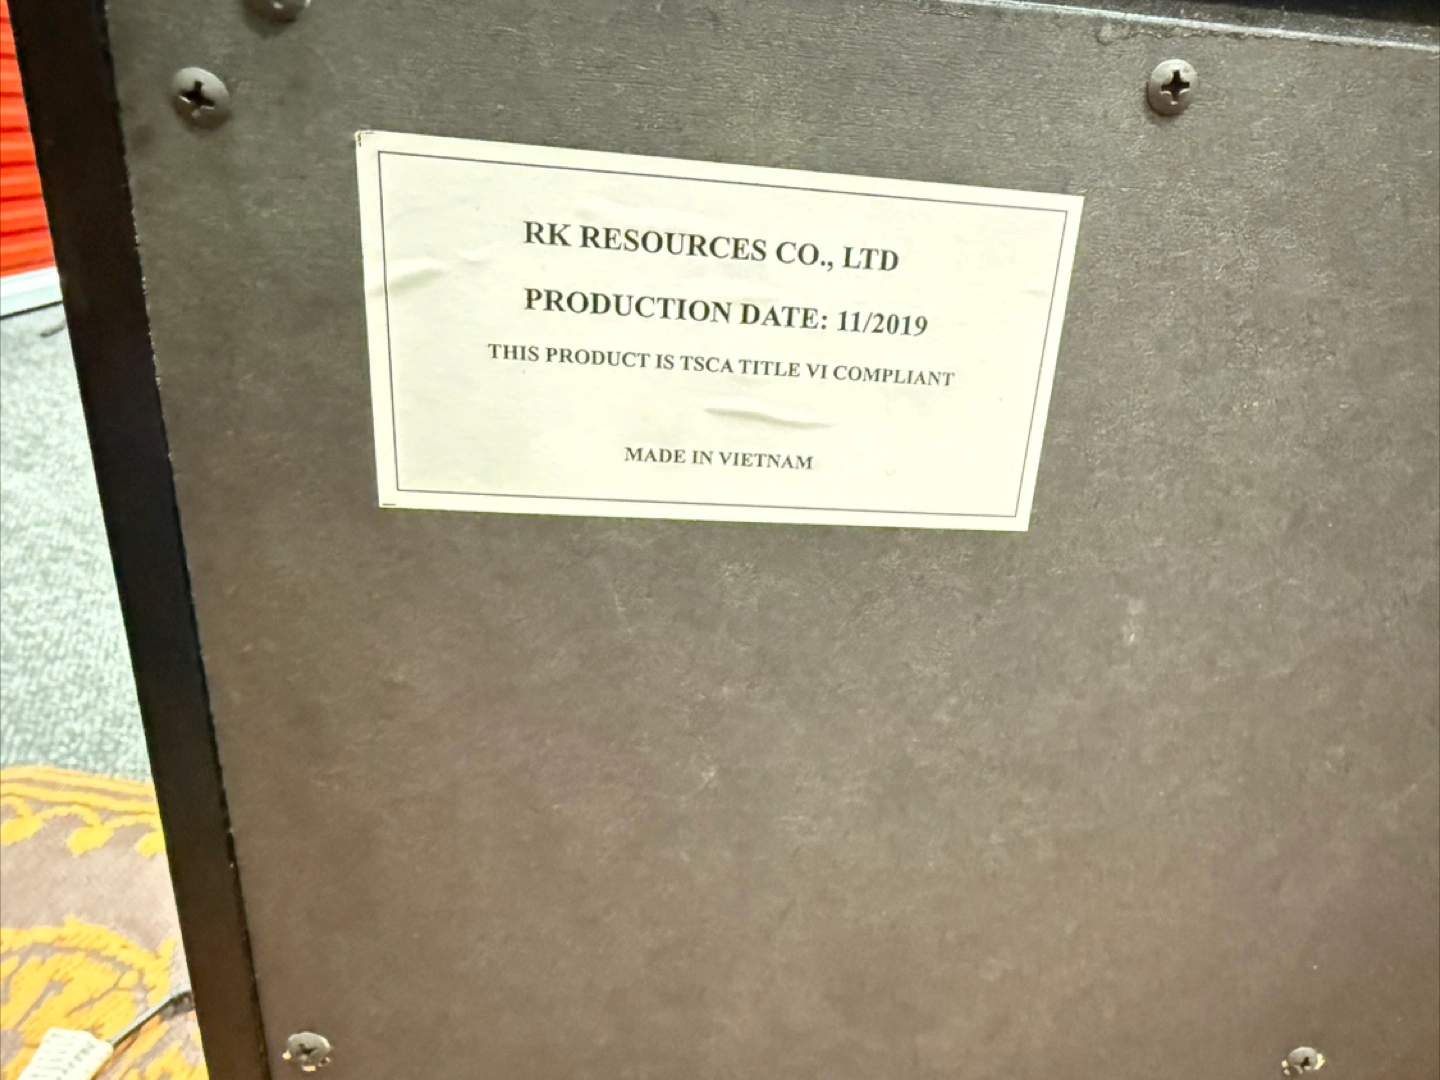 RK RESOURCES CO., LTD
PRODUCTION DATE: 11/2019
THIS PRODUCT IS TSCA TITLE VI COMPLIANT
MADE IN VIETNAM